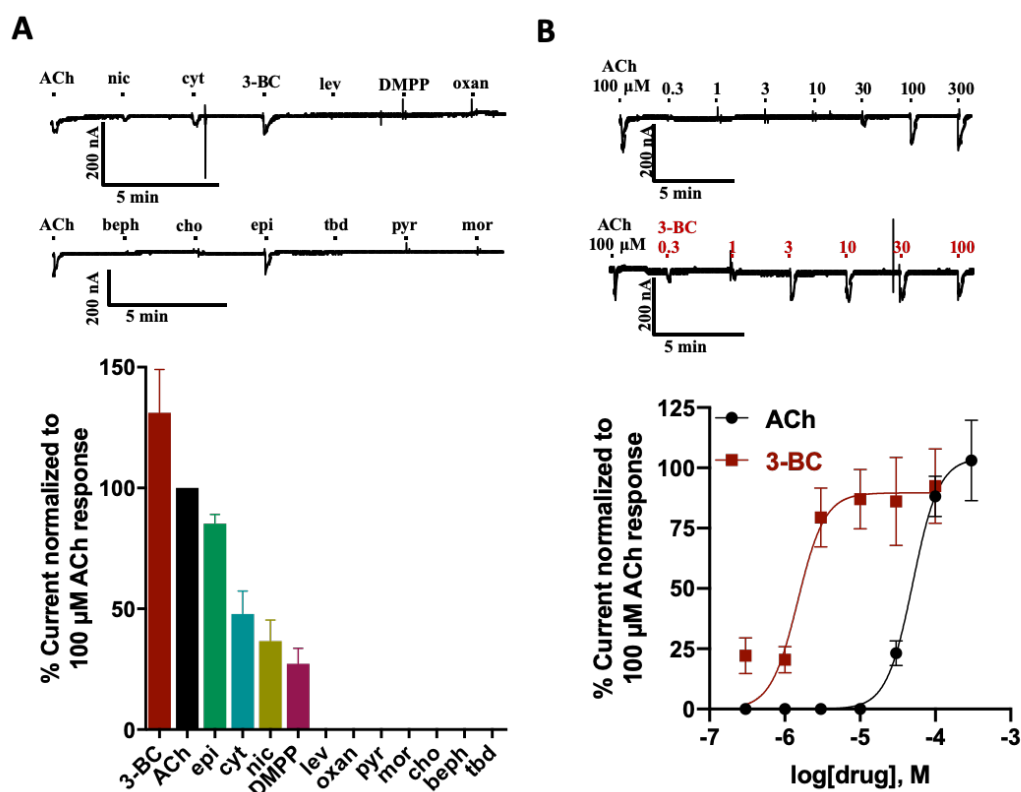 A
ACh nic cyt 3-BC lev DMPP oxan
200 nA
5 min
ACh beph cho epi tbd pyr mor
200 nA
5 min
% Current normalized to
100 µM ACh response
150
100
50
0
3-BC ACh epi cyt nic DMPP lev oxan pyr mor cho beph tbd
B
ACh
100 µM 0.3 1 3 10 30 100 300
200 nA
5 min
ACh 3-BC
100 µM 0.3 1 3 10 30 100
200 nA
5 min
% Current normalized to
100 µM ACh response
125
100
75
50
25
0
ACh
3-BC
-7 -6 -5 -4 -3
log[drug], M